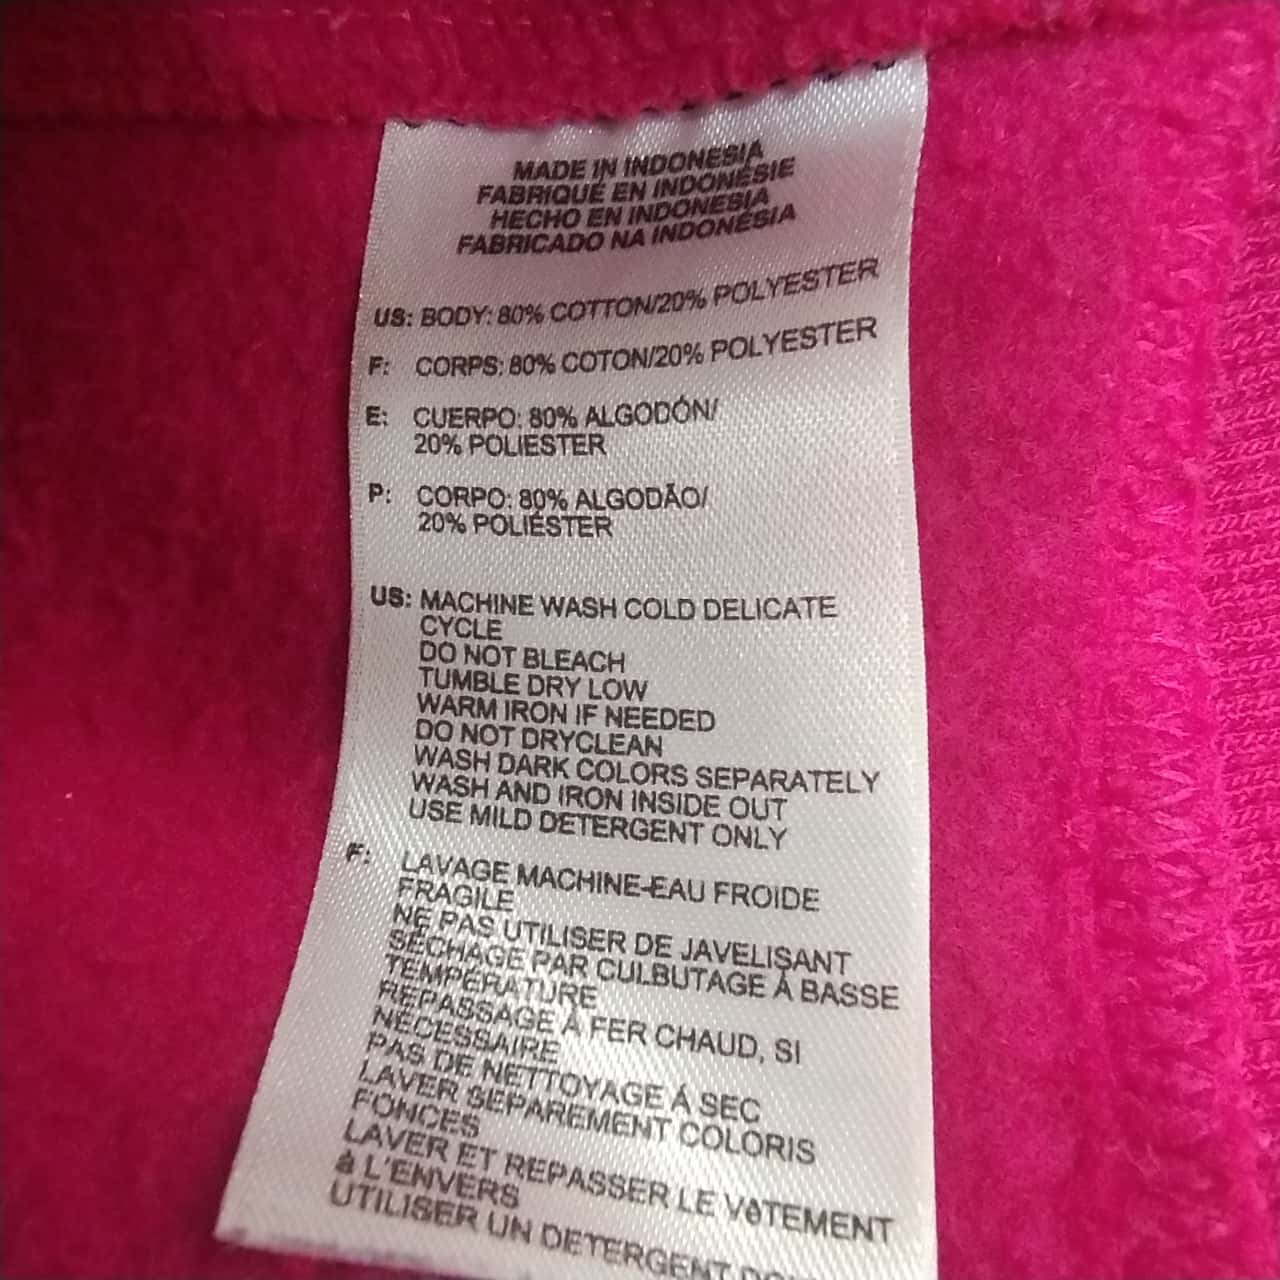 MADE IN INDONESIA
FABRIQUÉ EN INDONÉSIE
HECHO EN INDONESIA
FABRICADO NA INDONÉSIA
US: BODY: 80% COTTON/20% POLYESTER
F: CORPS: 80% COTON/20% POLYESTER
E: CUERPO: 80% ALGODÓN/
20% POLIESTER
P: CORPO: 80% ALGODÃO/
20% POLIÉSTER
US: MACHINE WASH COLD DELICATE
CYCLE
DO NOT BLEACH
TUMBLE DRY LOW
WARM IRON IF NEEDED
DO NOT DRYCLEAN
WASH DARK COLORS SEPARATELY
WASH AND IRON INSIDE OUT
USE MILD DETERGENT ONLY
F: LAVAGE MACHINE-EAU FROIDE
FRAGILE
NE PAS UTILISER DE JAVELISANT
SÉCHAGE PAR CULBUTAGE À BASSE
TEMPÉRATURE
REPASSAGE À FER CHAUD, SI
NÉCESSAIRE
PAS DE NETTOYAGE Á SEC
LAVER SEPAREMENT COLORIS
FONCES
LAVER ET REPASSER LE VêTEMENT
à L'ENVERS
UTILISER UN DETERGENT